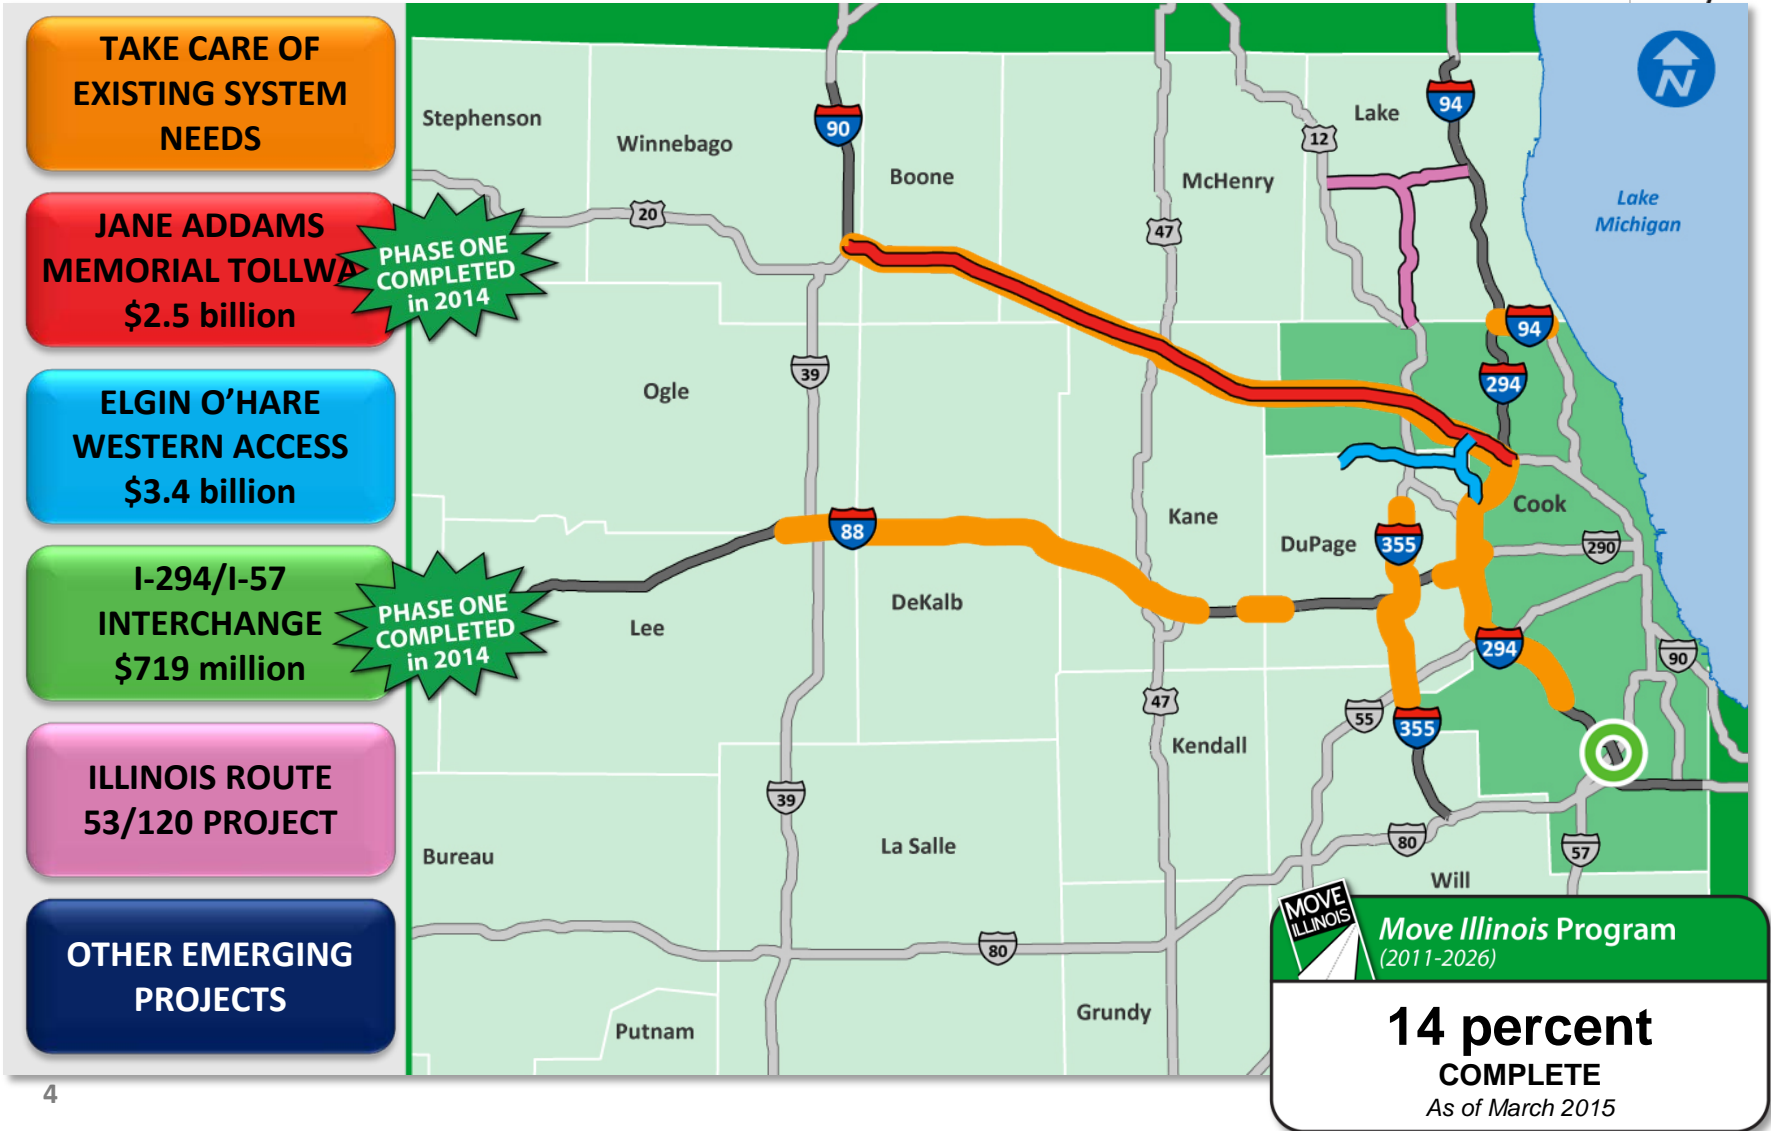 TAKE CARE OF
EXISTING SYSTEM
NEEDS
JANE ADDAMS
MEMORIAL TOLLWA
$2.5 billion
PHASE ONE
COMPLETED
in 2014
ELGIN O’HARE
WESTERN ACCESS
$3.4 billion
I-294/I-57
INTERCHANGE
$719 million
PHASE ONE
COMPLETED
in 2014
ILLINOIS ROUTE
53/120 PROJECT
OTHER EMERGING
PROJECTS
4
N
94
Lake
90
Stephenson
12
Winnebago
Boone
McHenry
Lake
Michigan
20
47
94
39
294
Ogle
Cook
Kane
88
DuPage
355
290
DeKalb
Lee
294
90
47
55
355
Kendall
39
80
La Salle
57
Bureau
Will
80
Grundy
Putnam
MOVE
ILLINOIS
Move Illinois Program
(2011-2026)
14 percent
COMPLETE
As of March 2015